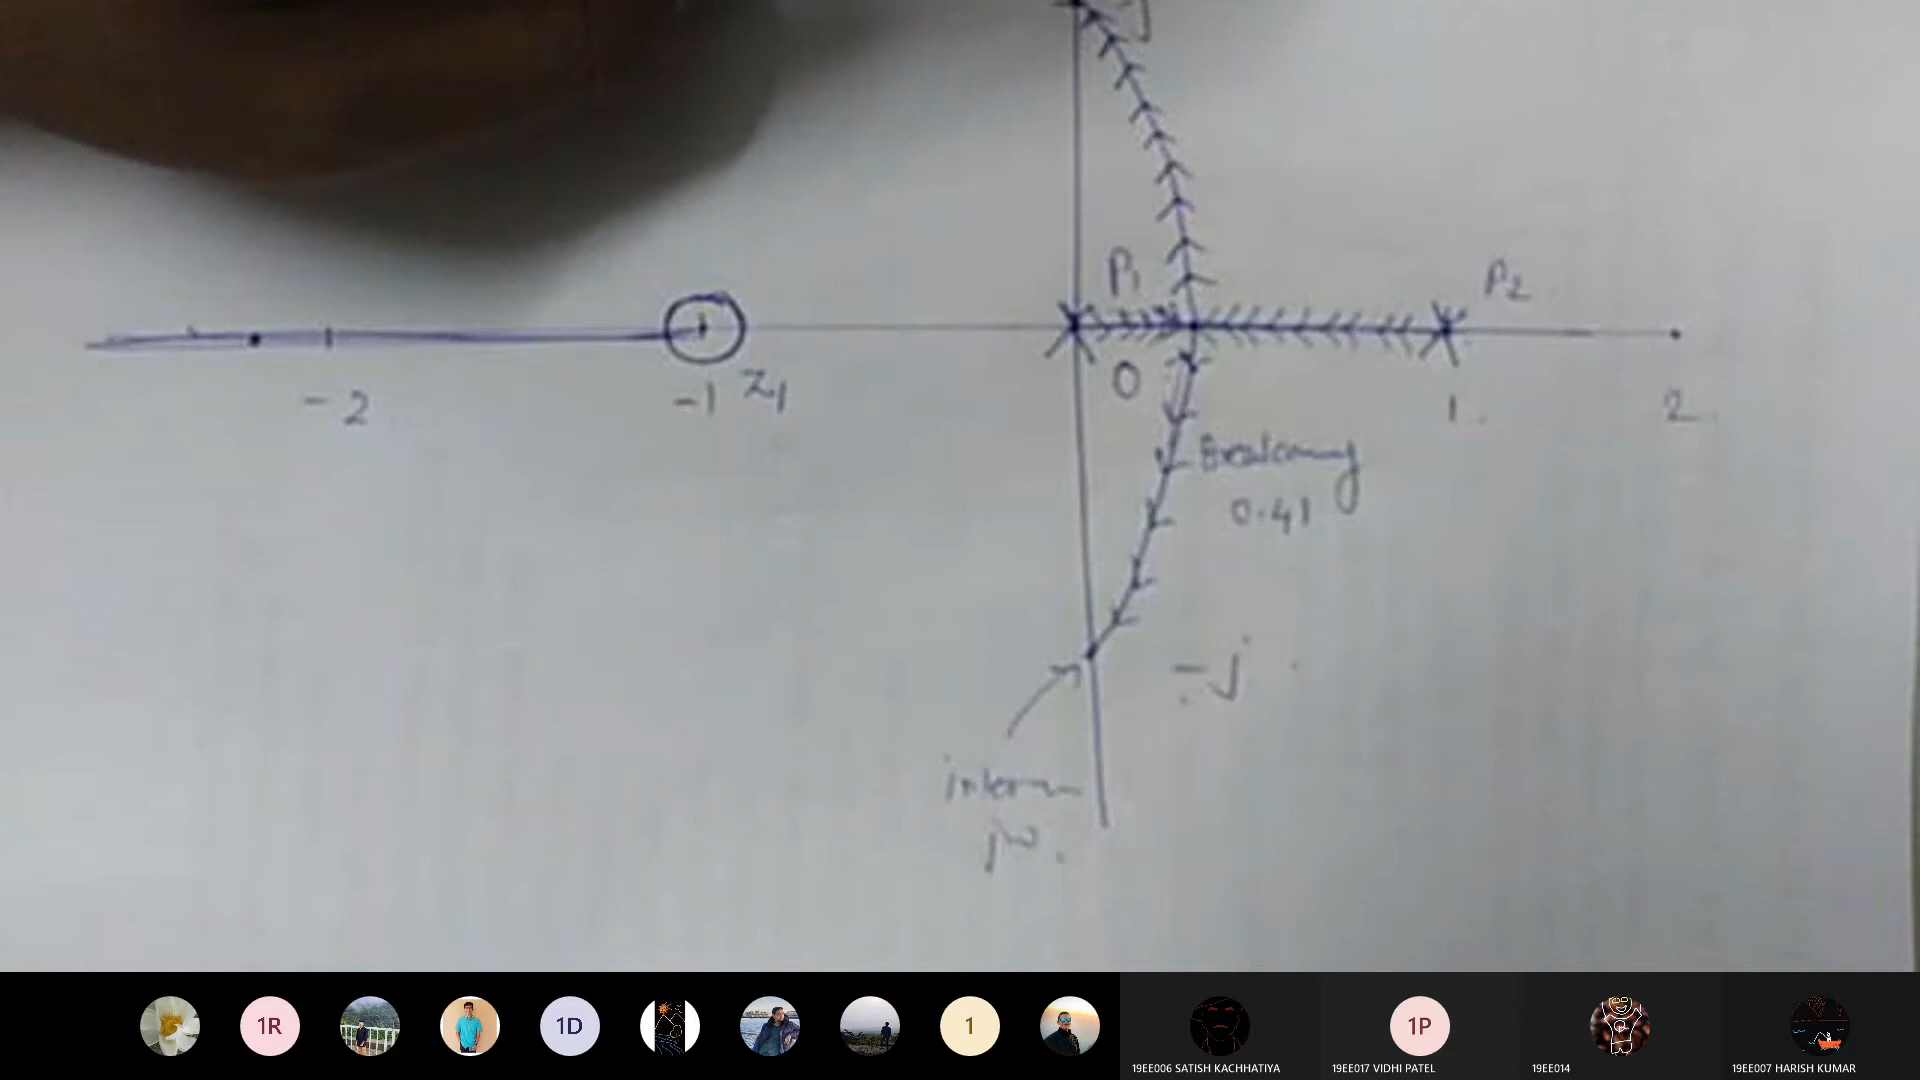 j
P1
P2
-2
-1
Z1
0
1.
2.
Breakaway
0.41
-j
jw.
1R
1D
1
1P
19EE006 SATISH KACHHATIYA
19EE017 VIDHI PATEL
19EE014
19EE007 HARISH KUMAR